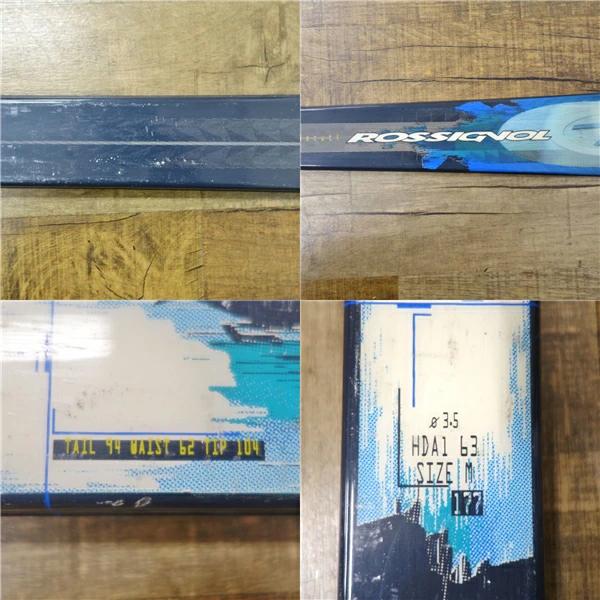 ROSSIGNOL
TAIL 94 WAIST 62 TIP 104
ø 3.5
HDA1 63
SIZE M
177